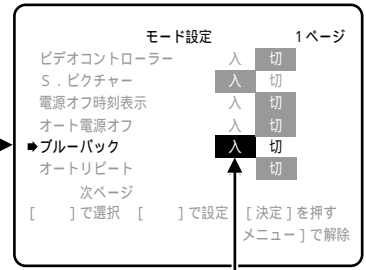 モード設定 1ページ
ビデオコントローラー 入 切
S．ピクチャー 入 切
電源オフ時刻表示 入 切
オート電源オフ 入 切
➡ブルーバック 入 切
オートリピート 切
次ページ
[ ]で選択 [ ]で設定 [決定]を押す
メニュー]で解除